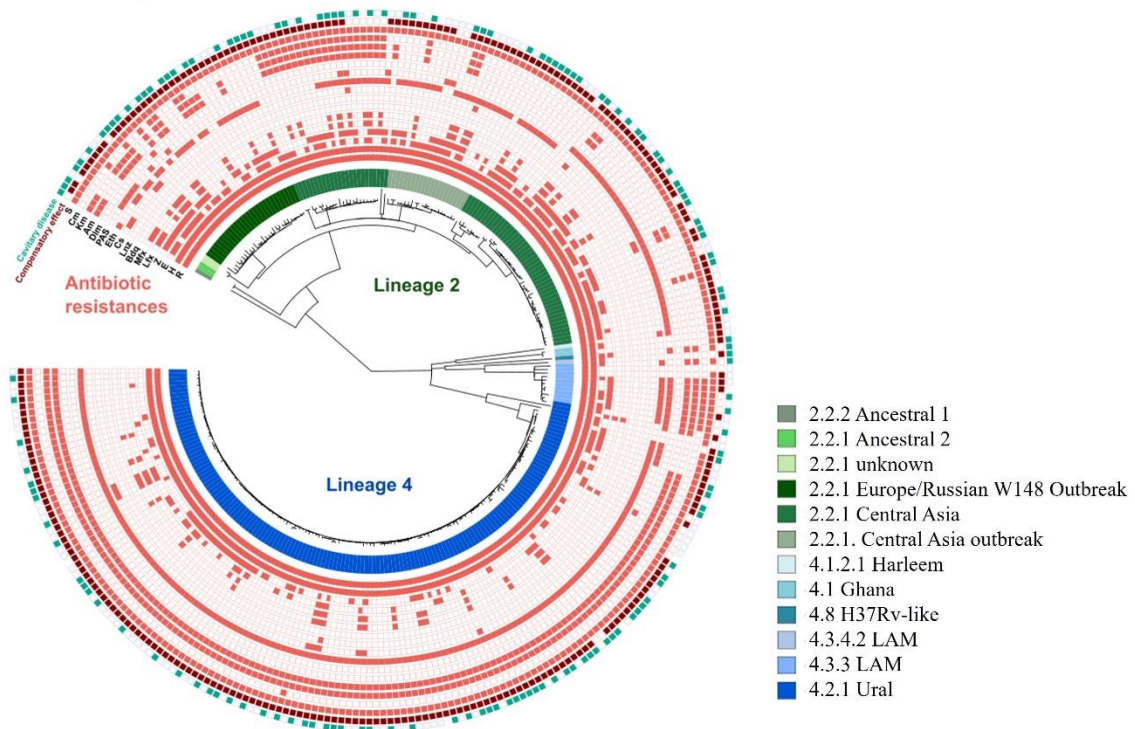 Cavitary disease
Compensatory effect
S
Cm
Km
Am
Dlm
PAS
Eth
Cs
Lnz
Bdq
Mfx
Lfx
Z
E
H
R
Antibiotic
resistances
Lineage 2
Lineage 4
2.2.2 Ancestral 1
2.2.1 Ancestral 2
2.2.1 unknown
2.2.1 Europe/Russian W148 Outbreak
2.2.1 Central Asia
2.2.1. Central Asia outbreak
4.1.2.1 Harleem
4.1 Ghana
4.8 H37Rv-like
4.3.4.2 LAM
4.3.3 LAM
4.2.1 Ural